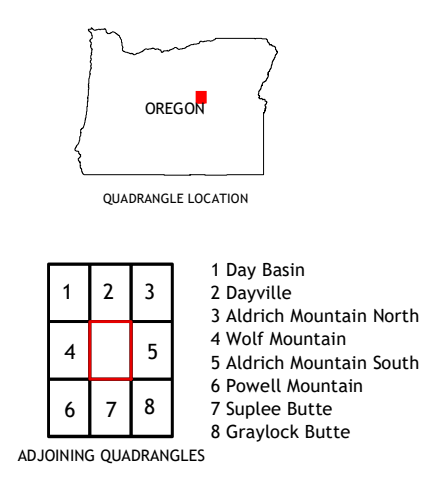 OREGON
QUADRANGLE LOCATION
1 2 3
4 5
6 7 8
ADJOINING QUADRANGLES
1 Day Basin
2 Dayville
3 Aldrich Mountain North
4 Wolf Mountain
5 Aldrich Mountain South
6 Powell Mountain
7 Suplee Butte
8 Graylock Butte